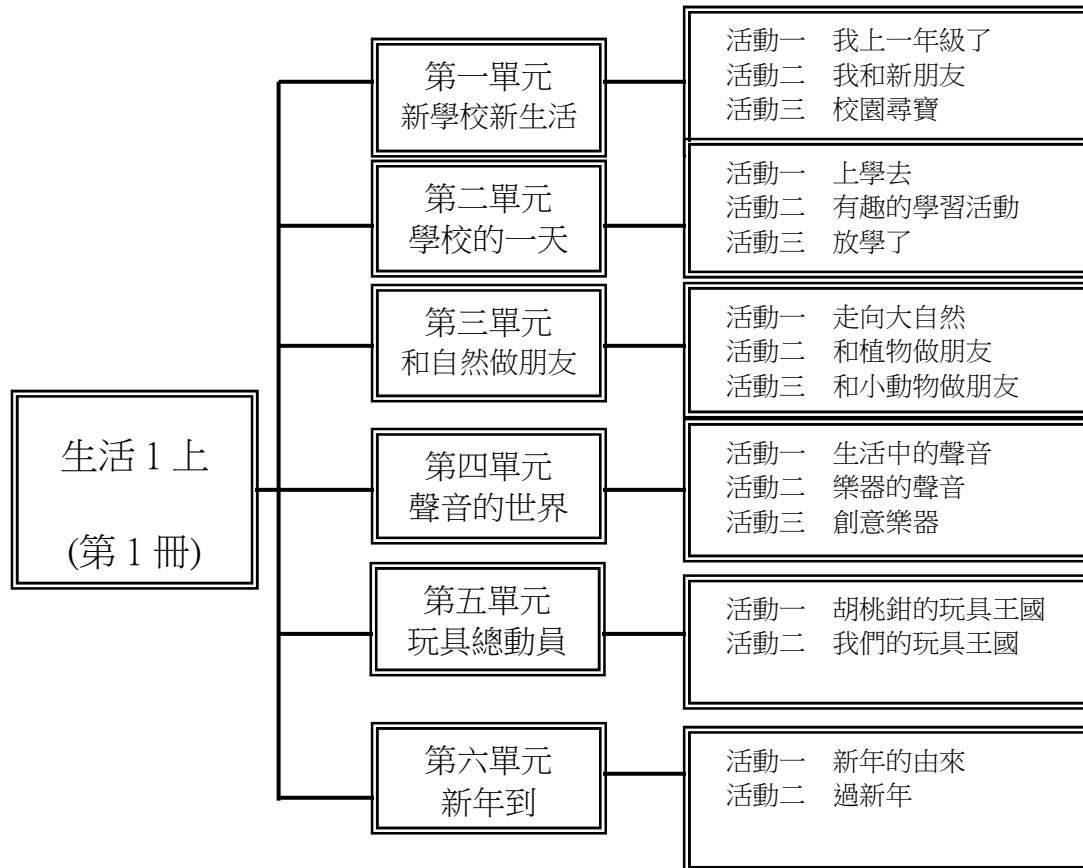 生活 1 上
(第 1 冊)
第一單元
新學校新生活
活動一　我上一年級了
活動二　我和新朋友
活動三　校園尋寶
第二單元
學校的一天
活動一　上學去
活動二　有趣的學習活動
活動三　放學了
第三單元
和自然做朋友
活動一　走向大自然
活動二　和植物做朋友
活動三　和小動物做朋友
第四單元
聲音的世界
活動一　生活中的聲音
活動二　樂器的聲音
活動三　創意樂器
第五單元
玩具總動員
活動一　胡桃鉗的玩具王國
活動二　我們的玩具王國
第六單元
新年到
活動一　新年的由來
活動二　過新年